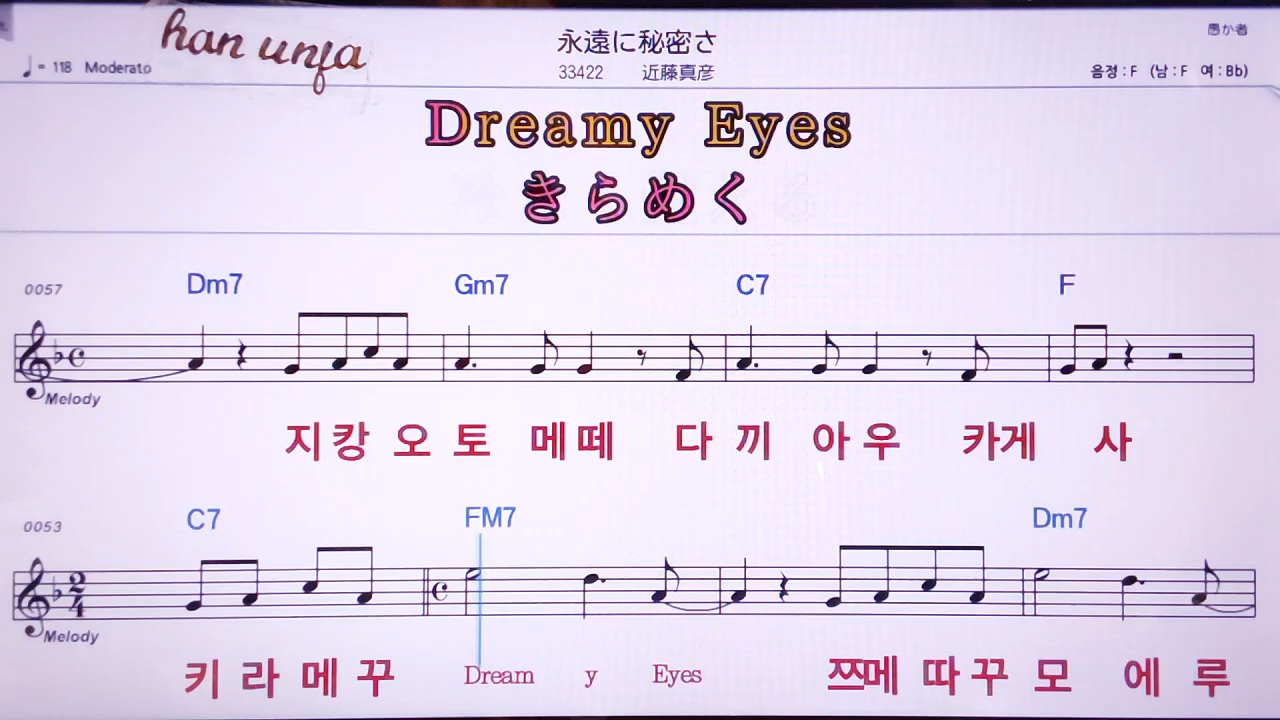 han unja
永遠に秘密さ
愚か者
♩= 118 Moderato
33422 近藤真彦
음정 : F (남 : F 여 : Bb)
Dreamy Eyes
きらめく
0057 Dm7 Gm7 C7 F
Melody
지 캉 오 토 메 떼 다 끼 아 우 카 게 사
0053 C7 FM7 Dm7
2
4
Melody
키 라 메 꾸 Dream y Eyes 쯔메 따 꾸 모 에 루